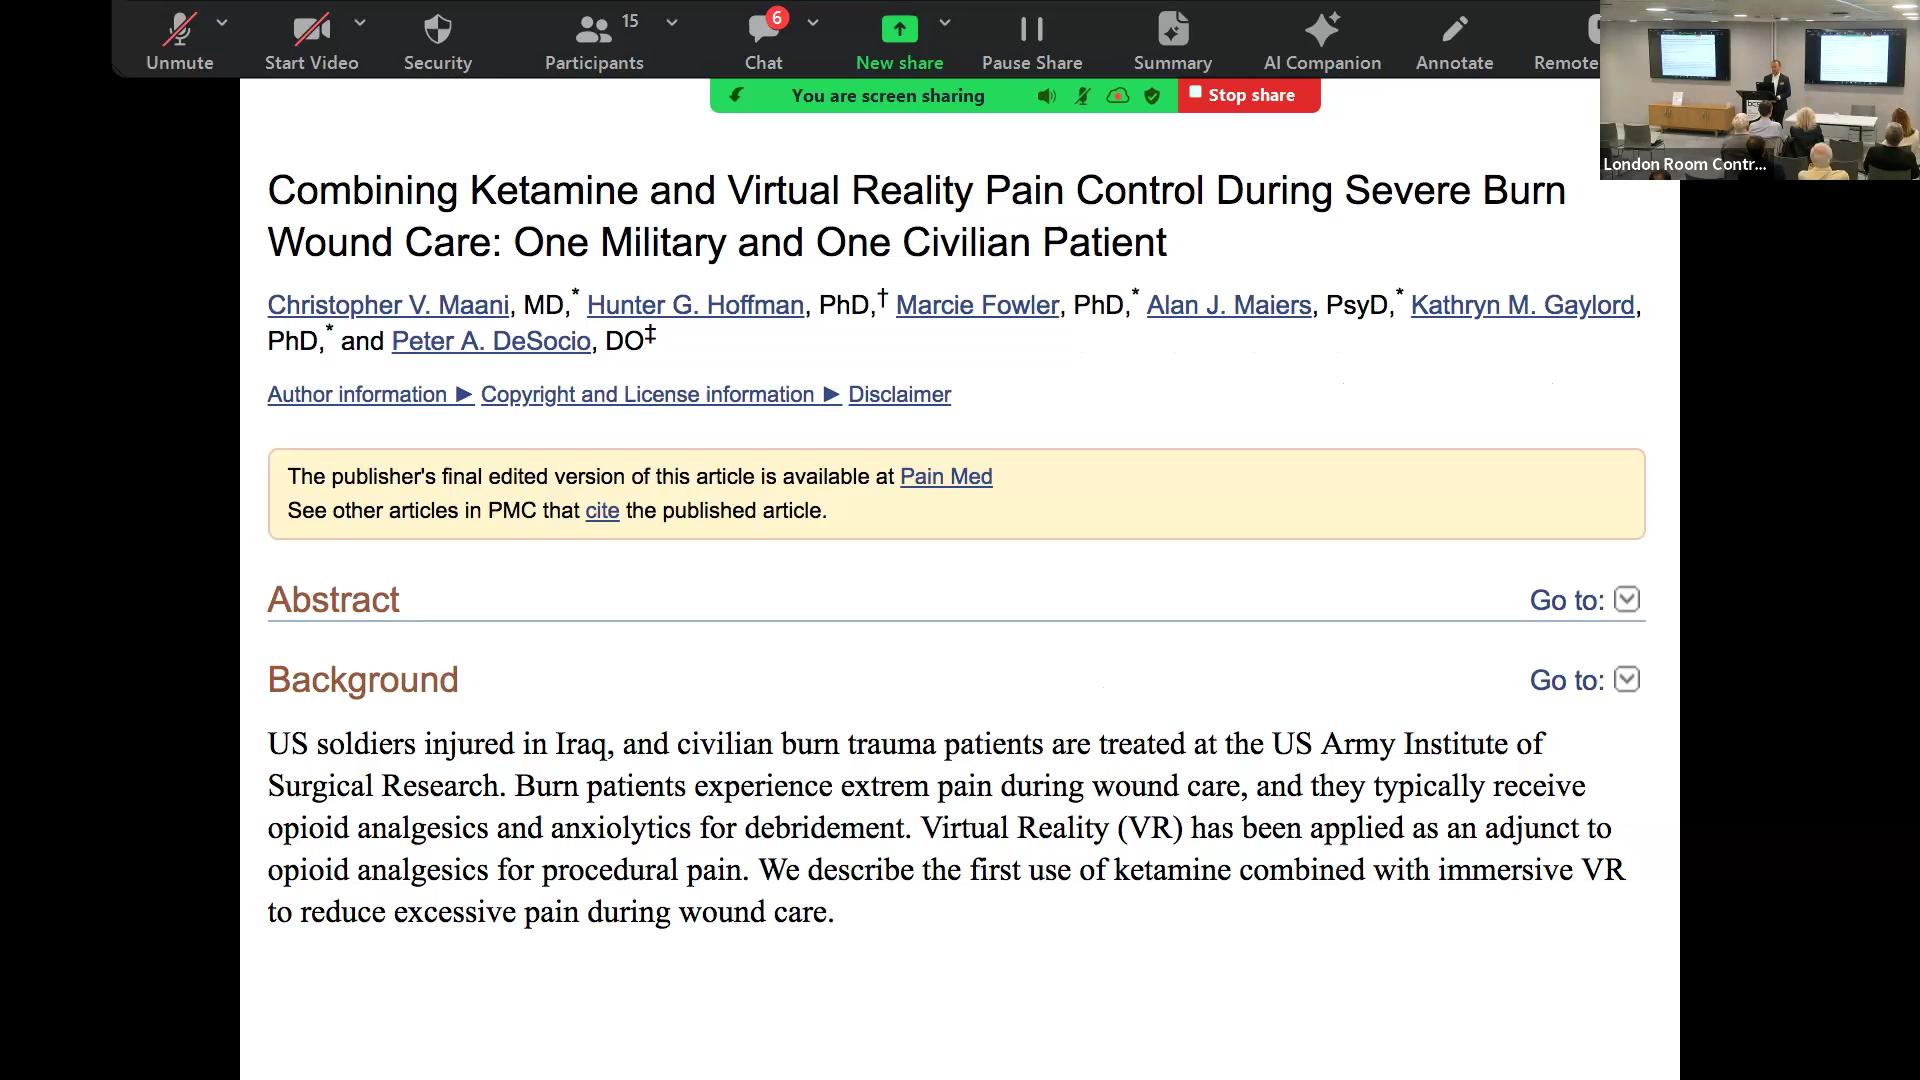 Unmute
Start Video
Security
Participants
15
Chat
6
New share
Pause Share
Summary
AI Companion
Annotate
Remote
You are screen sharing
Stop share
London Room Contr...
Combining Ketamine and Virtual Reality Pain Control During Severe Burn
Wound Care: One Military and One Civilian Patient
Christopher V. Maani, MD,* Hunter G. Hoffman, PhD,† Marcie Fowler, PhD,* Alan J. Maiers, PsyD,* Kathryn M. Gaylord,
PhD,* and Peter A. DeSocio, DO‡
Author information ► Copyright and License information ► Disclaimer
The publisher's final edited version of this article is available at Pain Med
See other articles in PMC that cite the published article.
Abstract
Go to:
Background
Go to:
US soldiers injured in Iraq, and civilian burn trauma patients are treated at the US Army Institute of
Surgical Research. Burn patients experience extrem pain during wound care, and they typically receive
opioid analgesics and anxiolytics for debridement. Virtual Reality (VR) has been applied as an adjunct to
opioid analgesics for procedural pain. We describe the first use of ketamine combined with immersive VR
to reduce excessive pain during wound care.